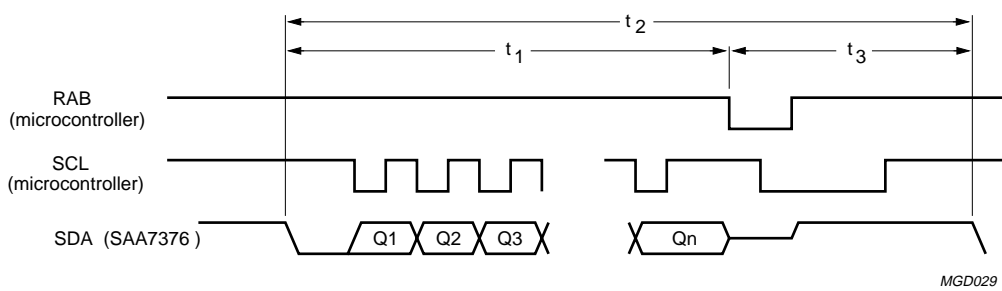 t2
t1
t3
RAB
(microcontroller)
SCL
(microcontroller)
SDA (SAA7376)
Q1
Q2
Q3
Qn
MGD029